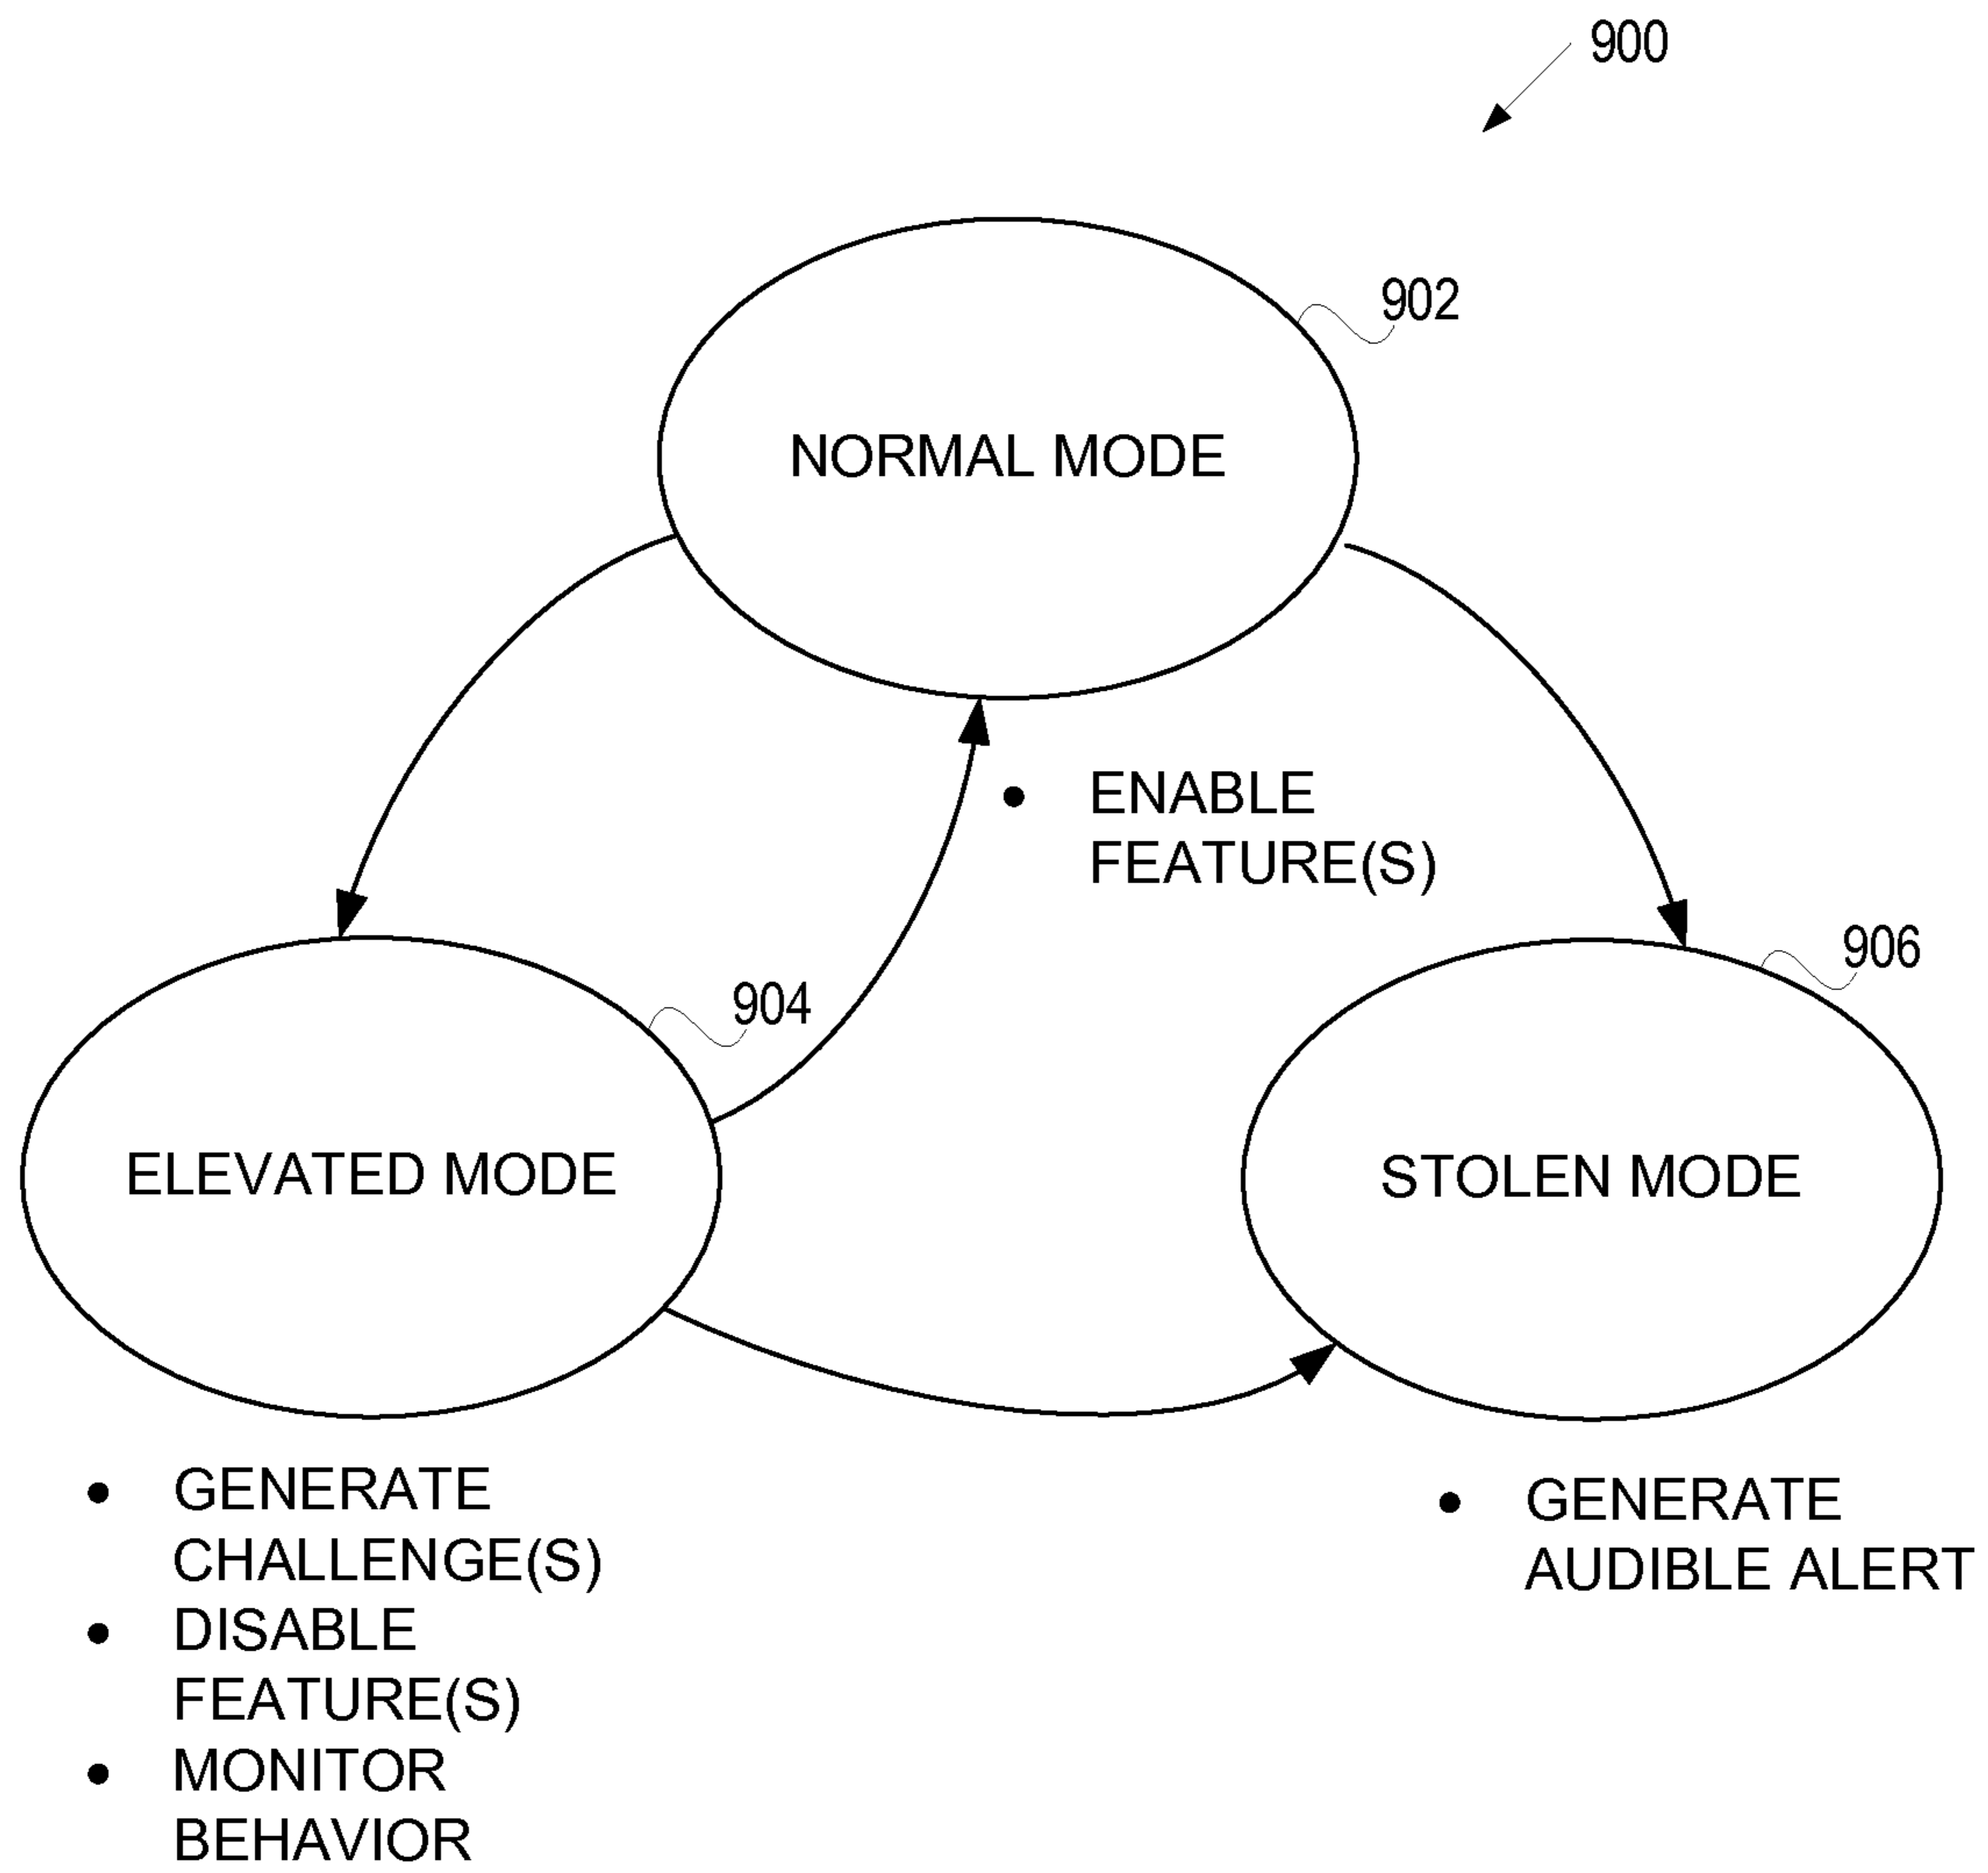 900
902
NORMAL MODE
• ENABLE
FEATURE(S)
906
904
ELEVATED MODE
STOLEN MODE
• GENERATE
CHALLENGE(S)
• DISABLE
FEATURE(S)
• MONITOR
BEHAVIOR
• GENERATE
AUDIBLE ALERT